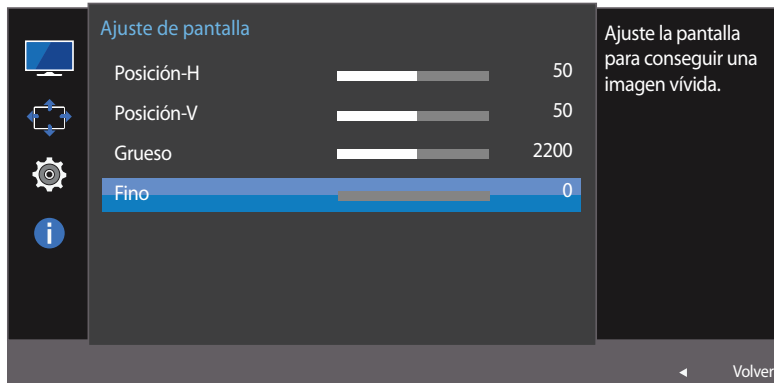 Ajuste de pantalla
Posición-H 50
Posición-V 50
Grueso 2200
Fino 0
Ajuste la pantalla
para conseguir una
imagen vívida.
Volver